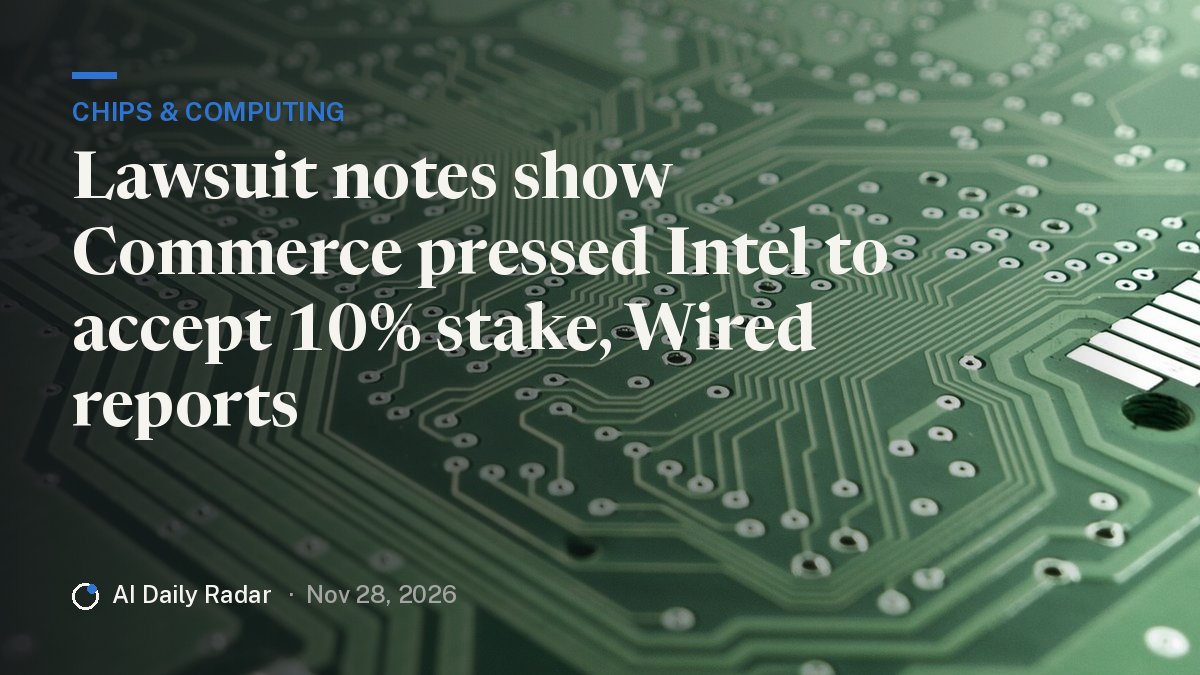 CHIPS & COMPUTING
Lawsuit notes show
Commerce pressed Intel to
accept 10% stake, Wired
reports
AI Daily Radar · Nov 28, 2026